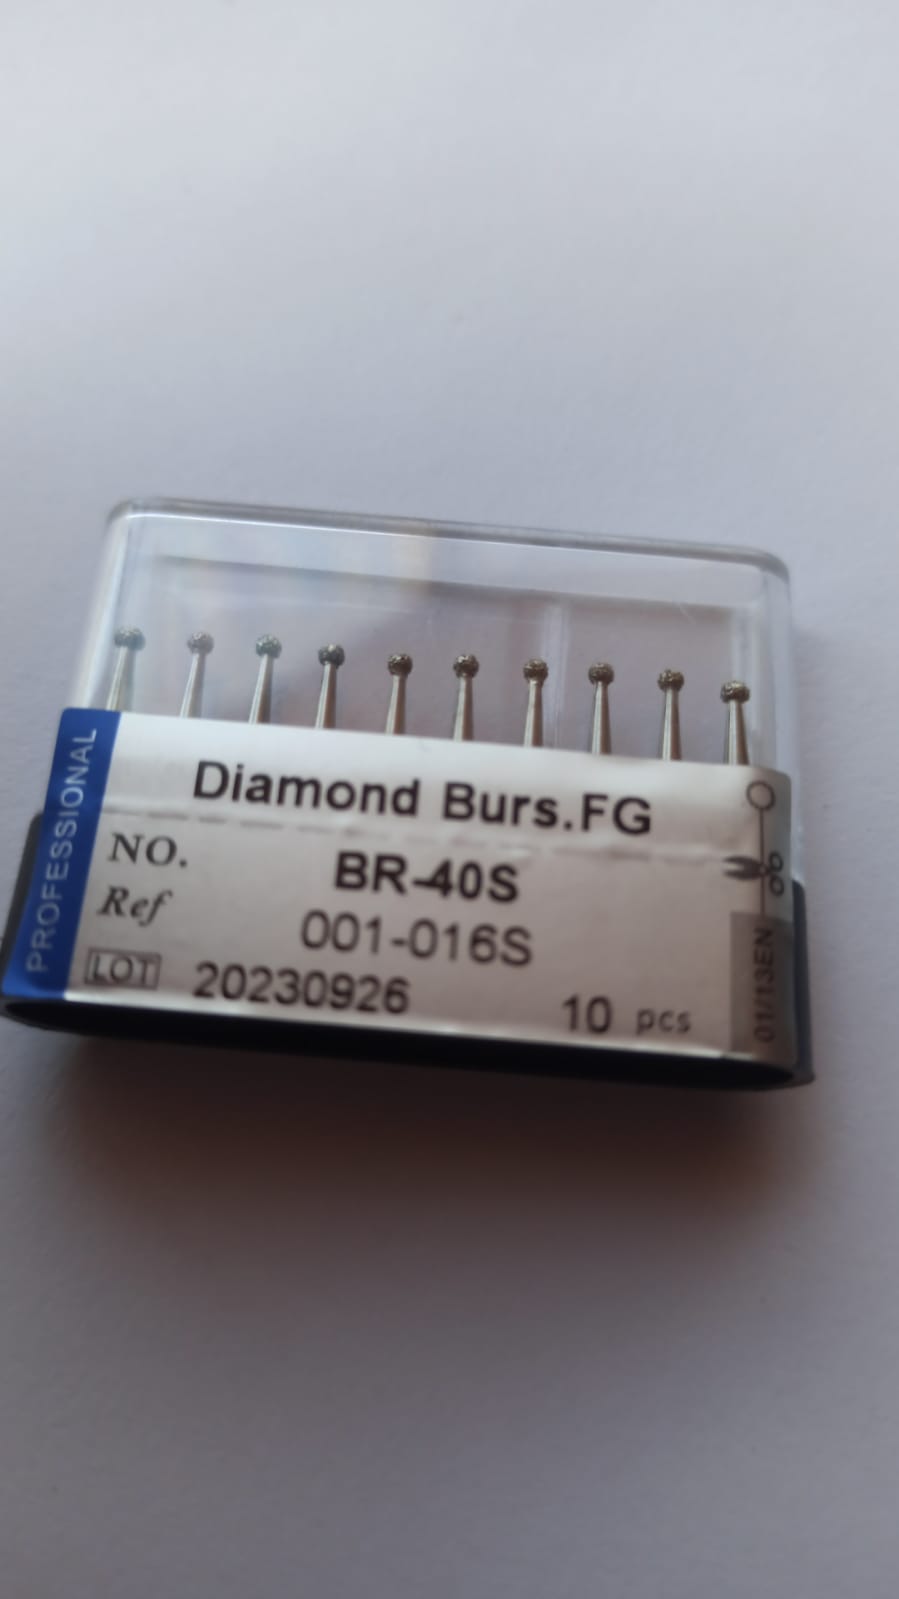 PROFESSIONAL
Diamond Burs.FG
NO. BR-40S
Ref 001-016S
LOT 20230926 10 pcs
01/13EN